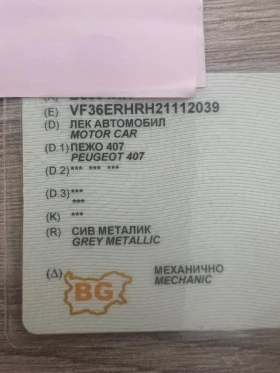 (E) VF36ERHRH21112039
(D) ЛЕК АВТОМОБИЛ
MOTOR CAR
(D.1) ПЕЖО 407
PEUGEOT 407
(D.2) *** *** ***
(D.3) ***
***
(K) ***
(R) СИВ МЕТАЛИК
GREY METALLIC
(Δ) МЕХАНИЧНО
MECHANIC
BG